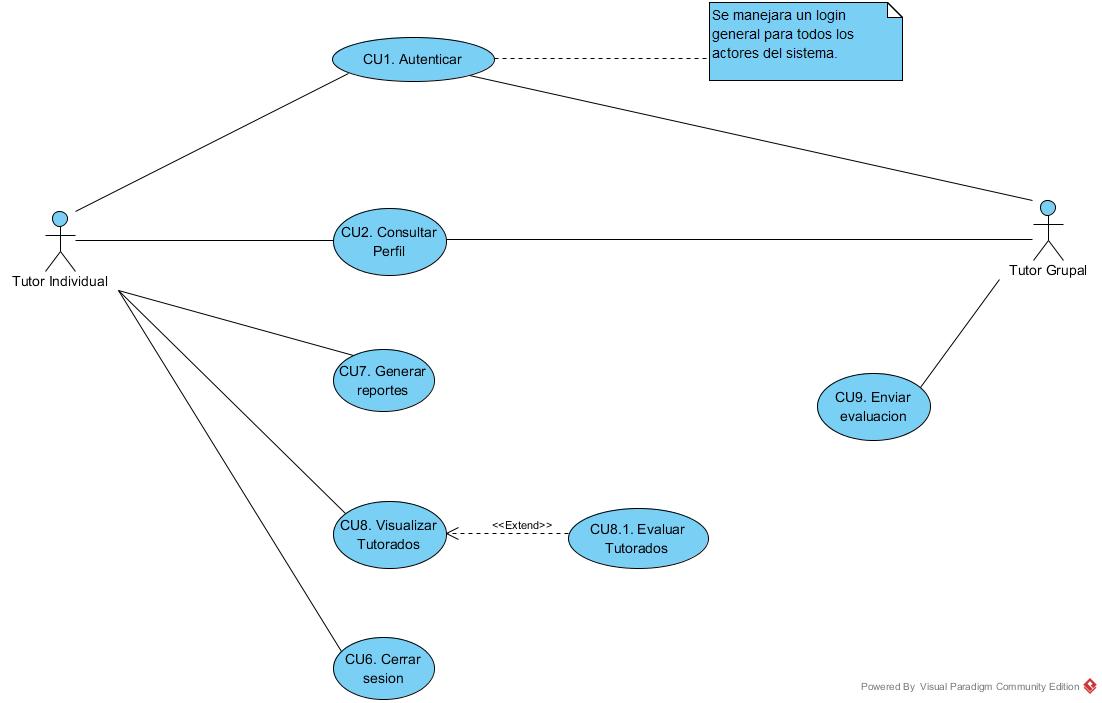 Se manejara un login
general para todos los
actores del sistema.
CU1. Autenticar
CU2. Consultar
Perfil
Tutor Individual
Tutor Grupal
CU7. Generar
reportes
CU9. Enviar
evaluacion
CU8. Visualizar
Tutorados
<<Extend>>
CU8.1. Evaluar
Tutorados
CU6. Cerrar
sesion
Powered By Visual Paradigm Community Edition